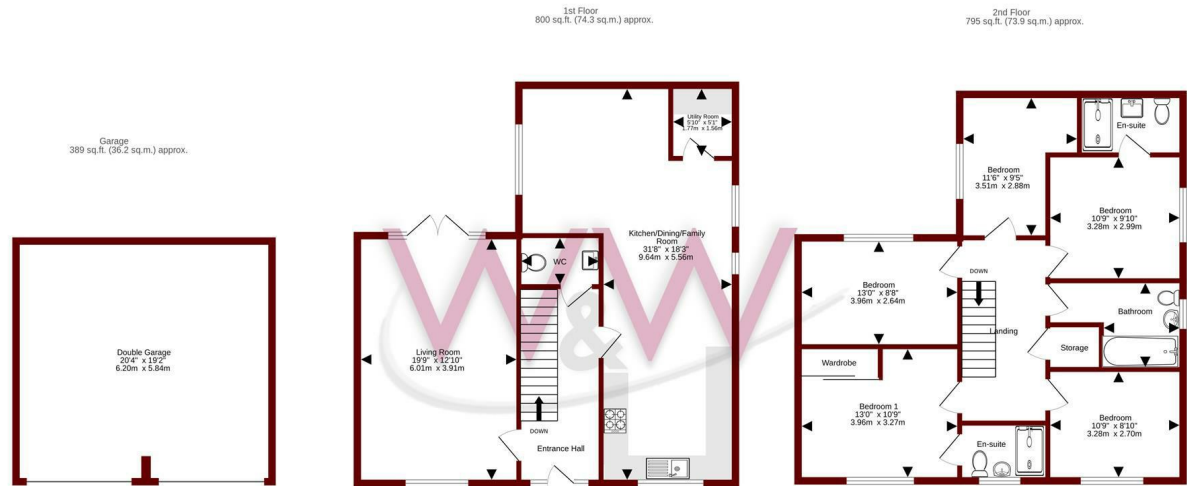 1st Floor
800 sq.ft. (74.3 sq.m.) approx.
2nd Floor
795 sq.ft. (73.9 sq.m.) approx.
Garage
389 sq.ft. (36.2 sq.m.) approx.
Double Garage
20'4" x 19'2"
6.20m x 5.84m
Utility Room
5'10" x 5'1"
1.77m x 1.56m
Kitchen/Dining/Family
Room
31'8" x 18'3"
9.64m x 5.56m
WC
Living Room
19'9" x 12'10"
6.01m x 3.91m
DOWN
Entrance Hall
W&W
En-suite
Bedroom
11'6" x 9'5"
3.51m x 2.88m
Bedroom
10'9" x 9'10"
3.28m x 2.99m
Bedroom
13'0" x 8'8"
3.96m x 2.64m
DOWN
Landing
Bathroom
Storage
Wardrobe
Bedroom 1
13'0" x 10'9"
3.96m x 3.27m
En-suite
Bedroom
10'9" x 8'10"
3.28m x 2.70m